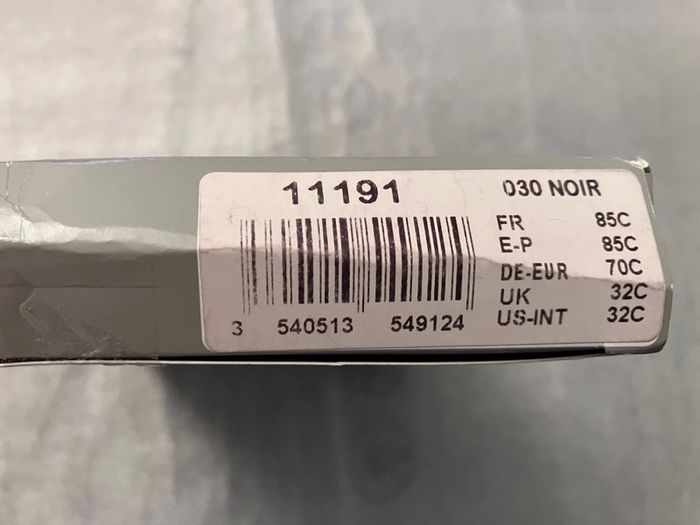 11191
030 NOIR
3 540513 549124
FR 85C
E-P 85C
DE-EUR 70C
UK 32C
US-INT 32C